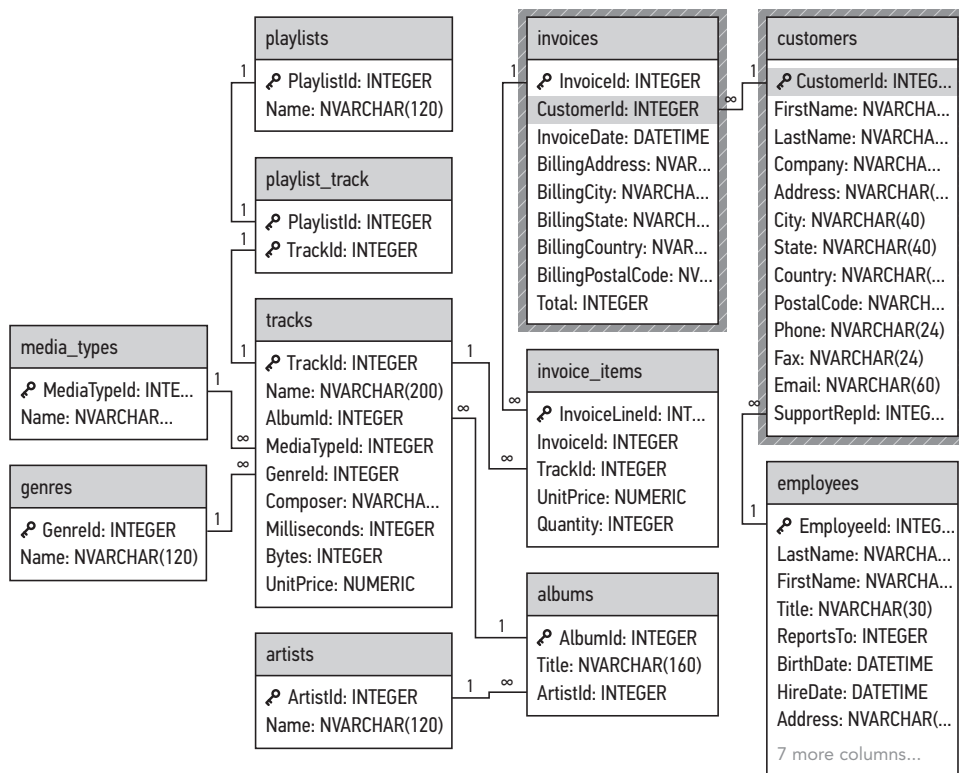 playlists
PlaylistId: INTEGER
Name: NVARCHAR(120)
playlist_track
PlaylistId: INTEGER
TrackId: INTEGER
tracks
TrackId: INTEGER
Name: NVARCHAR(200)
AlbumId: INTEGER
MediaTypeId: INTEGER
GenreId: INTEGER
Composer: NVARCHA...
Milliseconds: INTEGER
Bytes: INTEGER
UnitPrice: NUMERIC
media_types
MediaTypeId: INTE...
Name: NVARCHAR...
genres
GenreId: INTEGER
Name: NVARCHAR(120)
artists
ArtistId: INTEGER
Name: NVARCHAR(120)
invoices
InvoiceId: INTEGER
CustomerId: INTEGER
InvoiceDate: DATETIME
BillingAddress: NVAR...
BillingCity: NVARCHA...
BillingState: NVARCH...
BillingCountry: NVAR...
BillingPostalCode: NV...
Total: INTEGER
invoice_items
InvoiceLineId: INT...
InvoiceId: INTEGER
TrackId: INTEGER
UnitPrice: NUMERIC
Quantity: INTEGER
albums
AlbumId: INTEGER
Title: NVARCHAR(160)
ArtistId: INTEGER
customers
CustomerId: INTEG...
FirstName: NVARCHA...
LastName: NVARCHA...
Company: NVARCHA...
Address: NVARCHAR(...
City: NVARCHAR(40)
State: NVARCHAR(40)
Country: NVARCHAR(...
PostalCode: NVARCH...
Phone: NVARCHAR(24)
Fax: NVARCHAR(24)
Email: NVARCHAR(60)
SupportRepId: INTEG...
employees
EmployeeId: INTEG...
LastName: NVARCHA...
FirstName: NVARCHA...
Title: NVARCHAR(30)
ReportsTo: INTEGER
BirthDate: DATETIME
HireDate: DATETIME
Address: NVARCHAR(...
7 more columns...
1
1
1
1
1
∞
1
∞
1
∞
1
∞
∞
1
1
∞
1
∞
∞
1